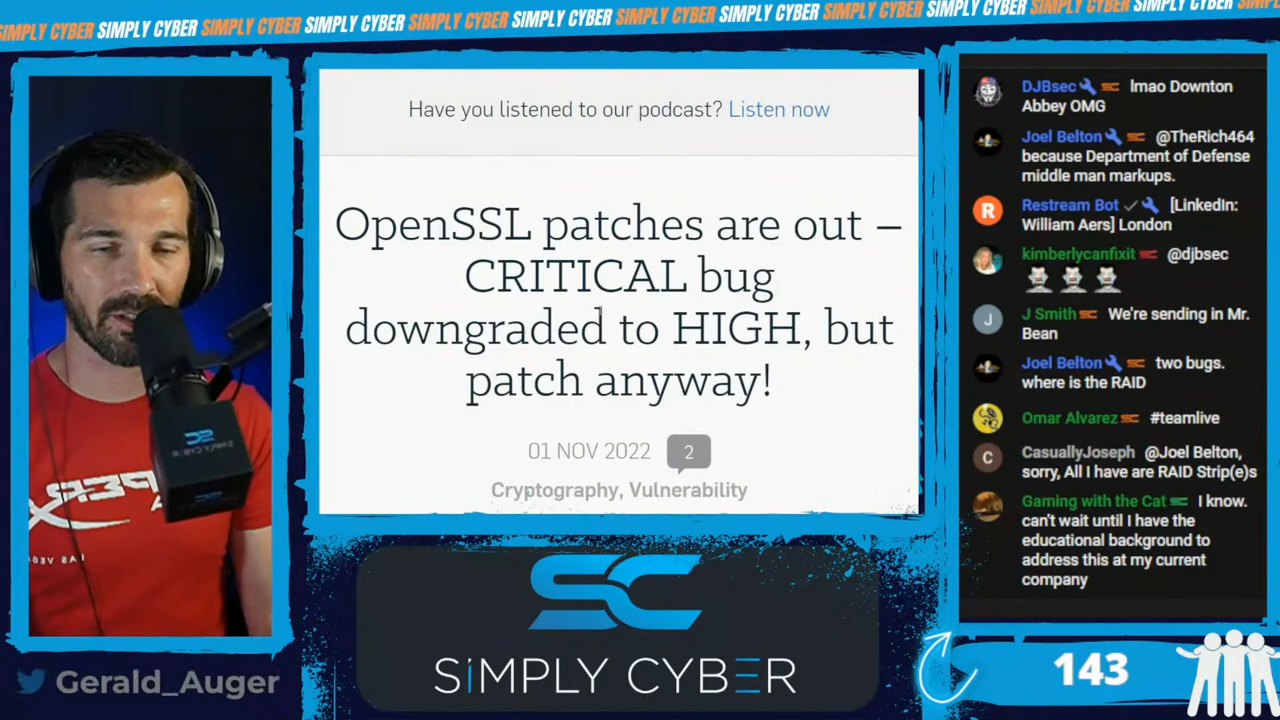 SIMPLY CYBER SIMPLY CYBER SIMPLY CYBER SIMPLY CYBER SIMPLY CYBER SIMPLY CYBER SIMPLY CYBER SIMPLY CYBER SIMPLY CYBER SIMPLY CYBER SIMPLY CYBER SIMPLY CYBER
Have you listened to our podcast? Listen now
OpenSSL patches are out –
CRITICAL bug
downgraded to HIGH, but
patch anyway!
01 NOV 2022 2
Cryptography, Vulnerability
SC
SiMPLY CYBER
Gerald_Auger
DJBsec lmao Downton
Abbey OMG
Joel Belton @TheRich464
because Department of Defense
middle man markups.
R
Restream Bot [LinkedIn:
William Aers] London
kimberlycanfixit @djbsec
J
J Smith We're sending in Mr.
Bean
Joel Belton two bugs.
where is the RAID
Omar Alvarez #teamlive
C
CasuallyJoseph @Joel Belton,
sorry, All I have are RAID Strip(e)s
Gaming with the Cat I know.
can't wait until I have the
educational background to
address this at my current
company
143